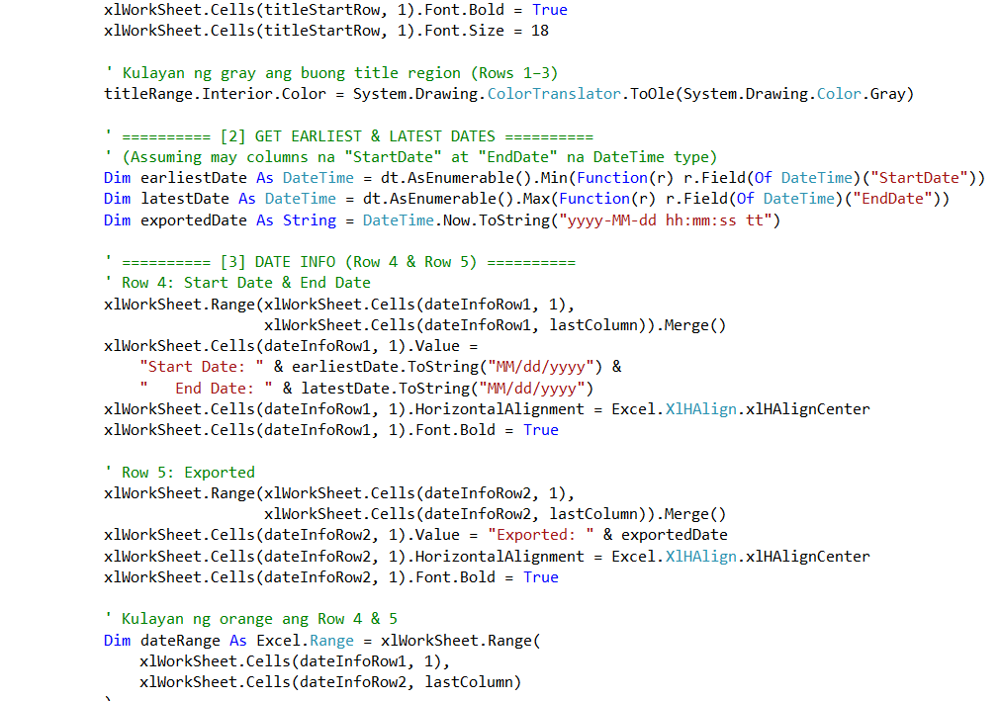 xlWorkSheet.Cells(titleStartRow, 1).Font.Bold = True
xlWorkSheet.Cells(titleStartRow, 1).Font.Size = 18
' Kulayan ng gray ang buong title region (Rows 1–3)
titleRange.Interior.Color = System.Drawing.ColorTranslator.ToOle(System.Drawing.Color.Gray)
' ========== [2] GET EARLIEST & LATEST DATES ==========
' (Assuming may columns na "StartDate" at "EndDate" na DateTime type)
Dim earliestDate As DateTime = dt.AsEnumerable().Min(Function(r) r.Field(Of DateTime)("StartDate"))
Dim latestDate As DateTime = dt.AsEnumerable().Max(Function(r) r.Field(Of DateTime)("EndDate"))
Dim exportedDate As String = DateTime.Now.ToString("yyyy-MM-dd hh:mm:ss tt")
' ========== [3] DATE INFO (Row 4 & Row 5) ==========
' Row 4: Start Date & End Date
xlWorkSheet.Range(xlWorkSheet.Cells(dateInfoRow1, 1),
xlWorkSheet.Cells(dateInfoRow1, lastColumn)).Merge()
xlWorkSheet.Cells(dateInfoRow1, 1).Value =
"Start Date: " & earliestDate.ToString("MM/dd/yyyy") &
"   End Date: " & latestDate.ToString("MM/dd/yyyy")
xlWorkSheet.Cells(dateInfoRow1, 1).HorizontalAlignment = Excel.XlHAlign.xlHAlignCenter
xlWorkSheet.Cells(dateInfoRow1, 1).Font.Bold = True
' Row 5: Exported
xlWorkSheet.Range(xlWorkSheet.Cells(dateInfoRow2, 1),
xlWorkSheet.Cells(dateInfoRow2, lastColumn)).Merge()
xlWorkSheet.Cells(dateInfoRow2, 1).Value = "Exported: " & exportedDate
xlWorkSheet.Cells(dateInfoRow2, 1).HorizontalAlignment = Excel.XlHAlign.xlHAlignCenter
xlWorkSheet.Cells(dateInfoRow2, 1).Font.Bold = True
' Kulayan ng orange ang Row 4 & 5
Dim dateRange As Excel.Range = xlWorkSheet.Range(
xlWorkSheet.Cells(dateInfoRow1, 1),
xlWorkSheet.Cells(dateInfoRow2, lastColumn)